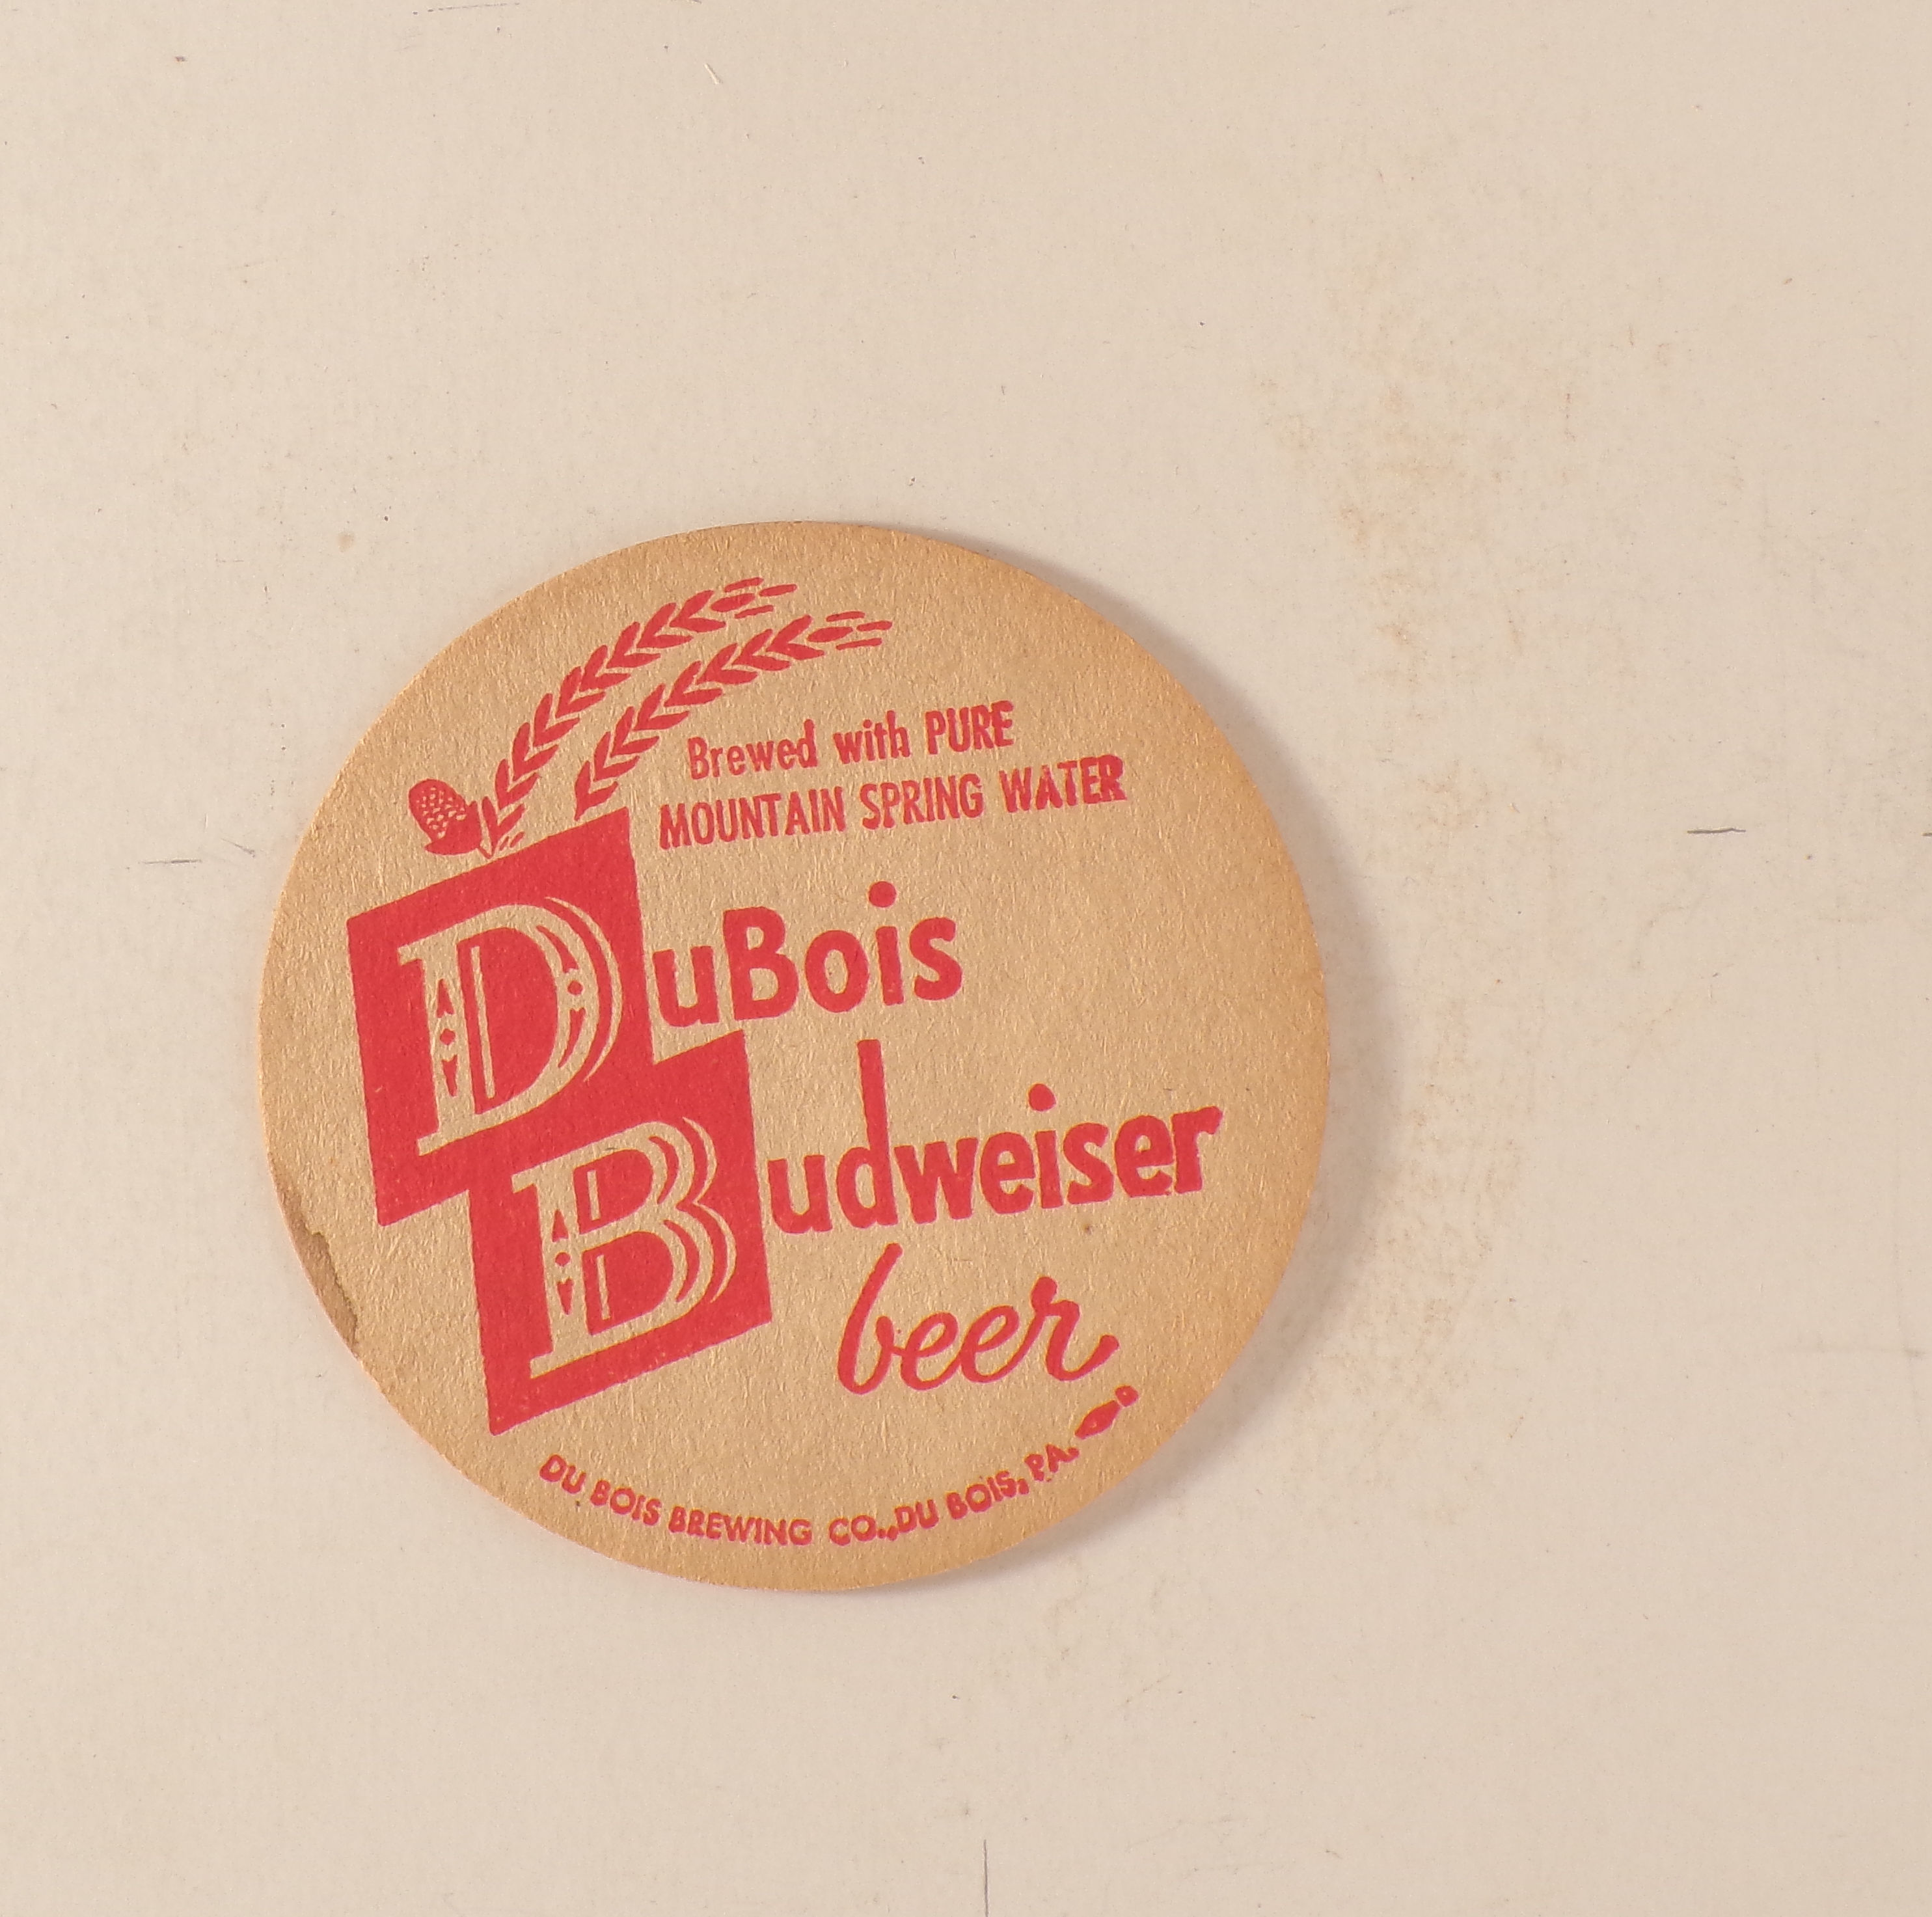 Brewed with PURE
MOUNTAIN SPRING WATER
DuBois
Budweiser
beer
DU BOIS BREWING CO., DU BOIS, PA.